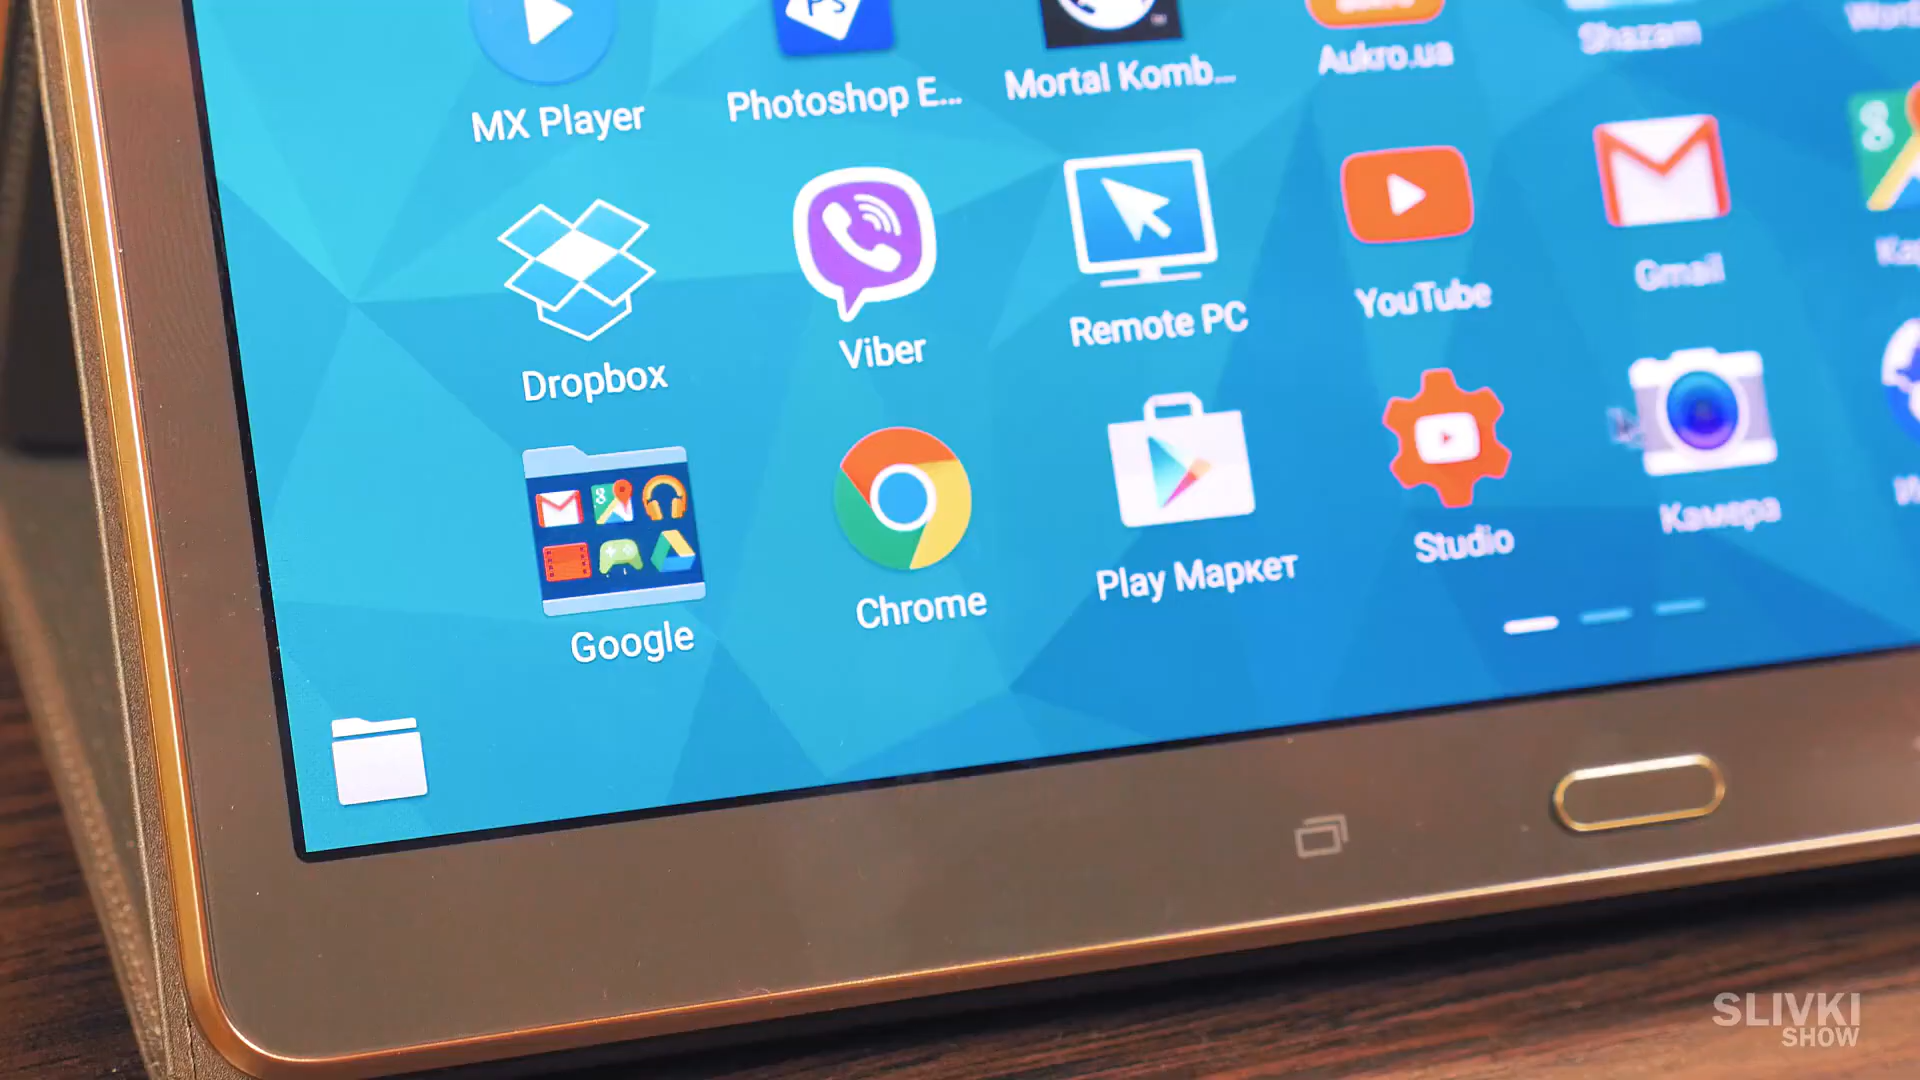 PS
MX Player
Photoshop E...
Mortal Komb...
Aukro.ua
Shazam
Dropbox
Viber
Remote PC
YouTube
Gmail
Google
Chrome
Play Маркет
Studio
Камера
SLIVKI
SHOW